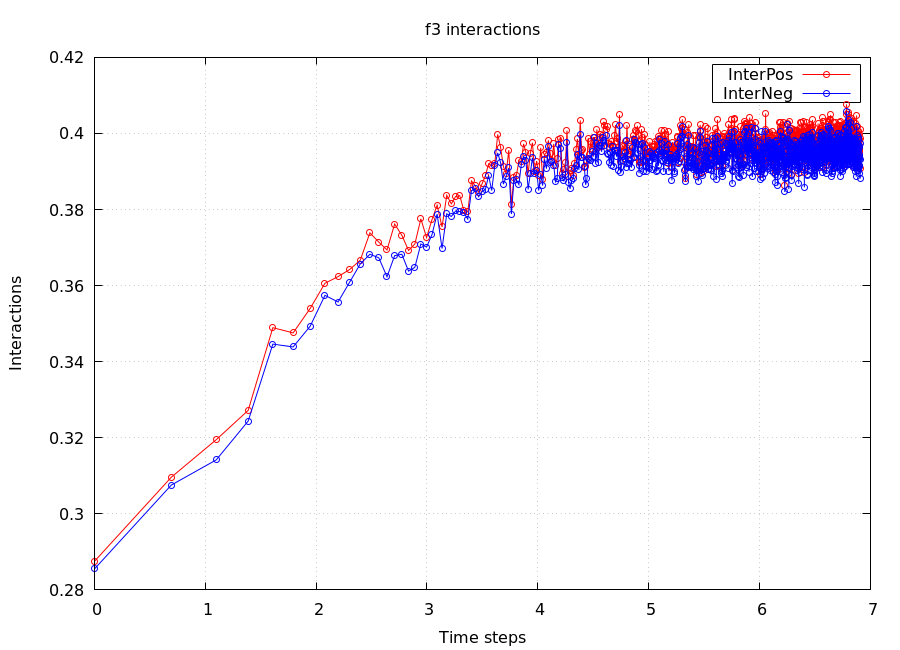 f3 interactions
InterPos
InterNeg
Interactions
0.42
0.4
0.38
0.36
0.34
0.32
0.3
0.28
0 1 2 3 4 5 6 7
Time steps